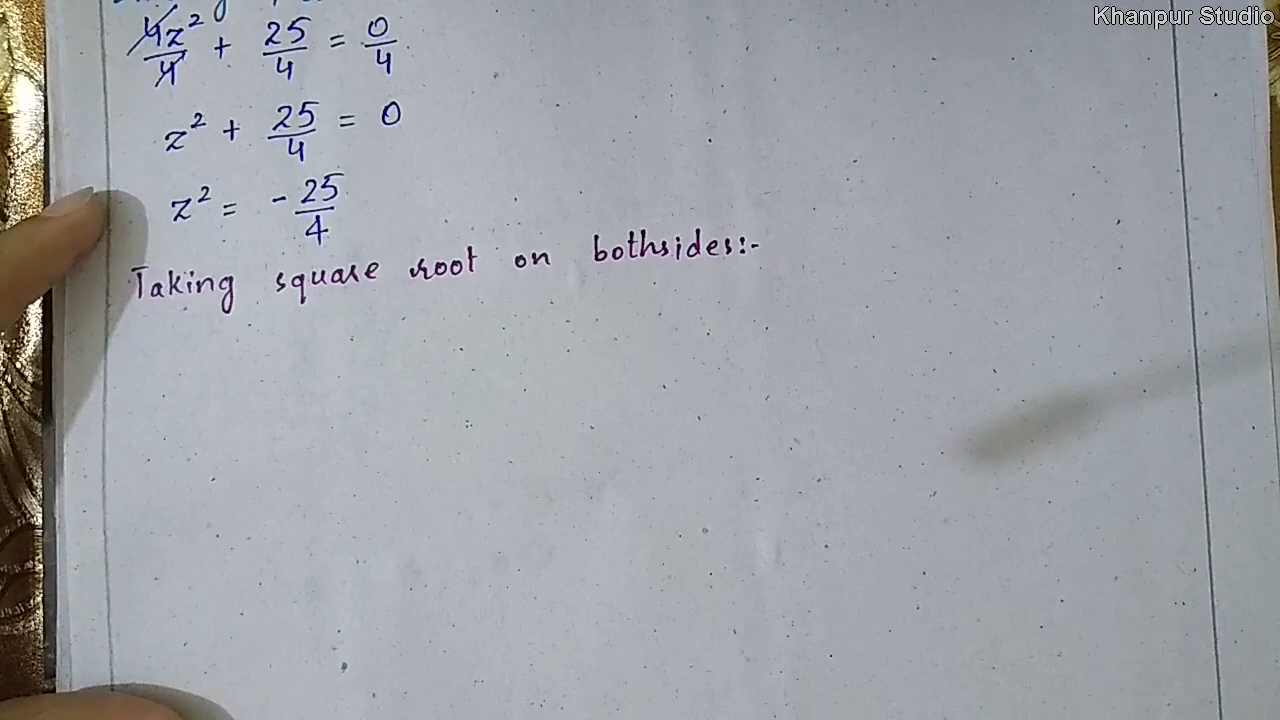 Khanpur Studio
4z²/4 + 25/4 = 0/4
z² + 25/4 = 0
z² = -25/4
Taking square root on bothsides:-